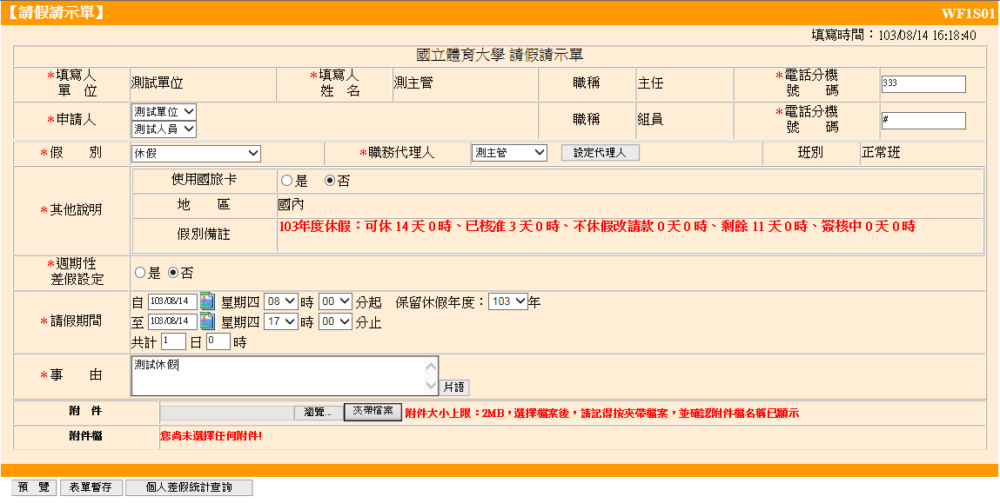 【請假請示單】 WF1S01
填寫時間：103/08/14 16:18:40
國立體育大學 請假請示單
*填寫人單 位 測試單位 *填寫人姓 名 測主管 職稱 主任 *電話分機號 碼 333
*申請人 測試單位 測試人員 職稱 組員 *電話分機號 碼 #
*假 別 休假 *職務代理人 測主管 設定代理人 班別 正常班
*其他說明
使用國旅卡 是 否
地 區 國內
假別備註 103年度休假：可休 14 天 0 時、已核准 3 天 0 時、不休假改請款 0 天 0 時、剩餘 11 天 0 時、簽核中 0 天 0 時
*週期性差假設定 是 否
*請假期間
自 103/08/14 星期四 08 時 00 分起 保留休假年度：103 年
至 103/08/14 星期四 17 時 00 分止
共計 1 日 0 時
*事 由 測試休假 片語
附 件 瀏覽... 夾帶檔案 附件大小上限：2MB，選擇檔案後，請記得按夾帶檔案，並確認附件檔名稱已顯示
附件檔 您尚未選擇任何附件!
預 覽 表單暫存 個人差假統計查詢